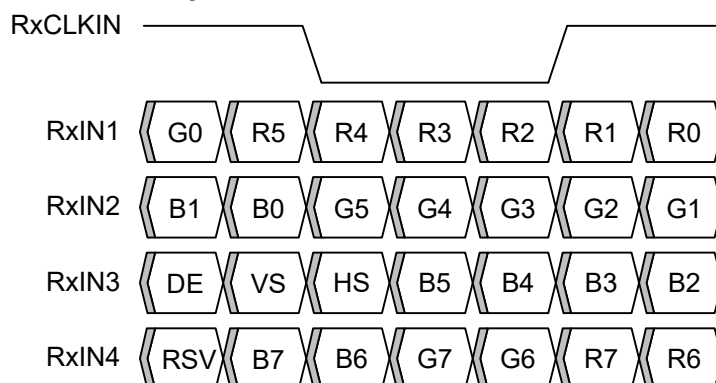 RxCLKIN
RxIN1 G0 R5 R4 R3 R2 R1 R0
RxIN2 B1 B0 G5 G4 G3 G2 G1
RxIN3 DE VS HS B5 B4 B3 B2
RxIN4 RSV B7 B6 G7 G6 R7 R6